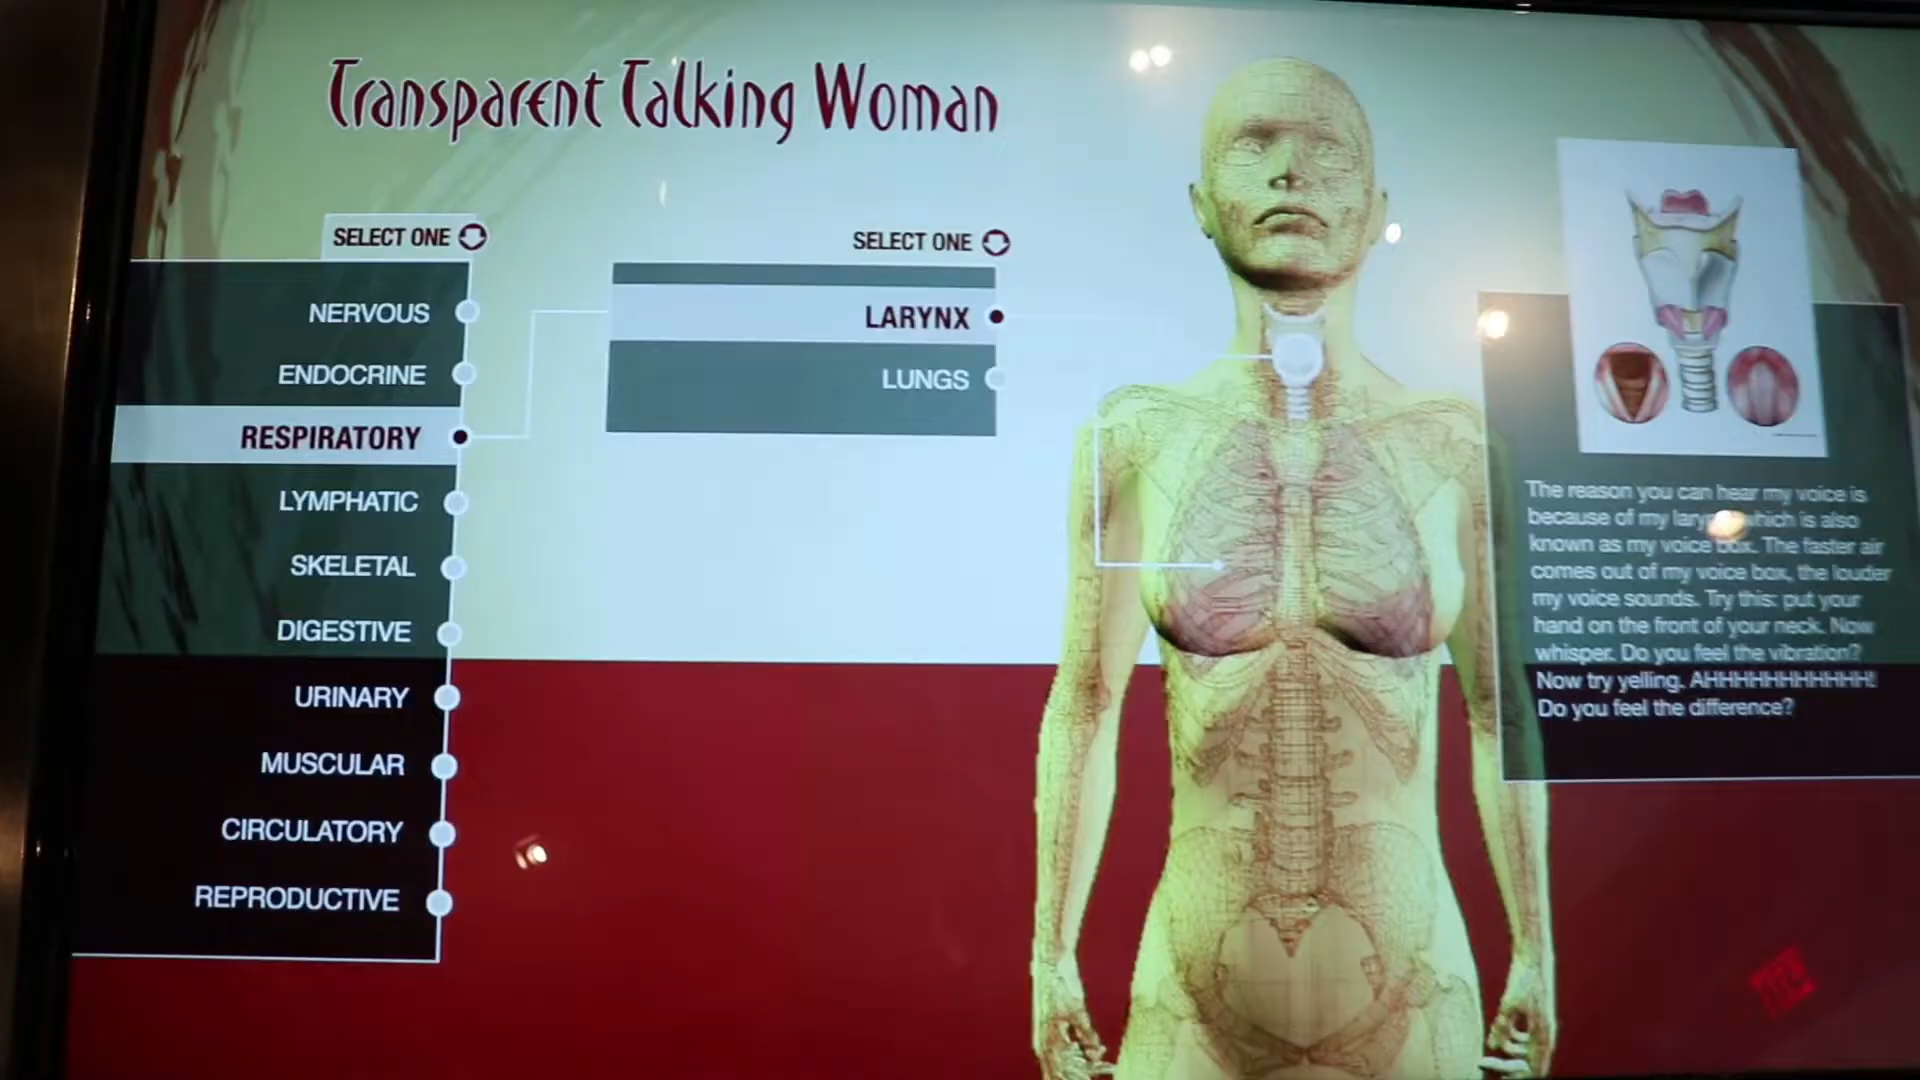 Transparent Talking Woman
SELECT ONE
NERVOUS
ENDOCRINE
RESPIRATORY
LYMPHATIC
SKELETAL
DIGESTIVE
URINARY
MUSCULAR
CIRCULATORY
REPRODUCTIVE
SELECT ONE
LARYNX
LUNGS
The reason you can hear my voice is
because of my which is also
known as my voice box. The faster air
comes out of my voice box, the louder
my voice sounds. Try this: put your
hand on the front of your neck. Now
whisper. Do you feel the vibration?
Now try yelling. AHHHHHHHHHHH!
Do you feel the difference?